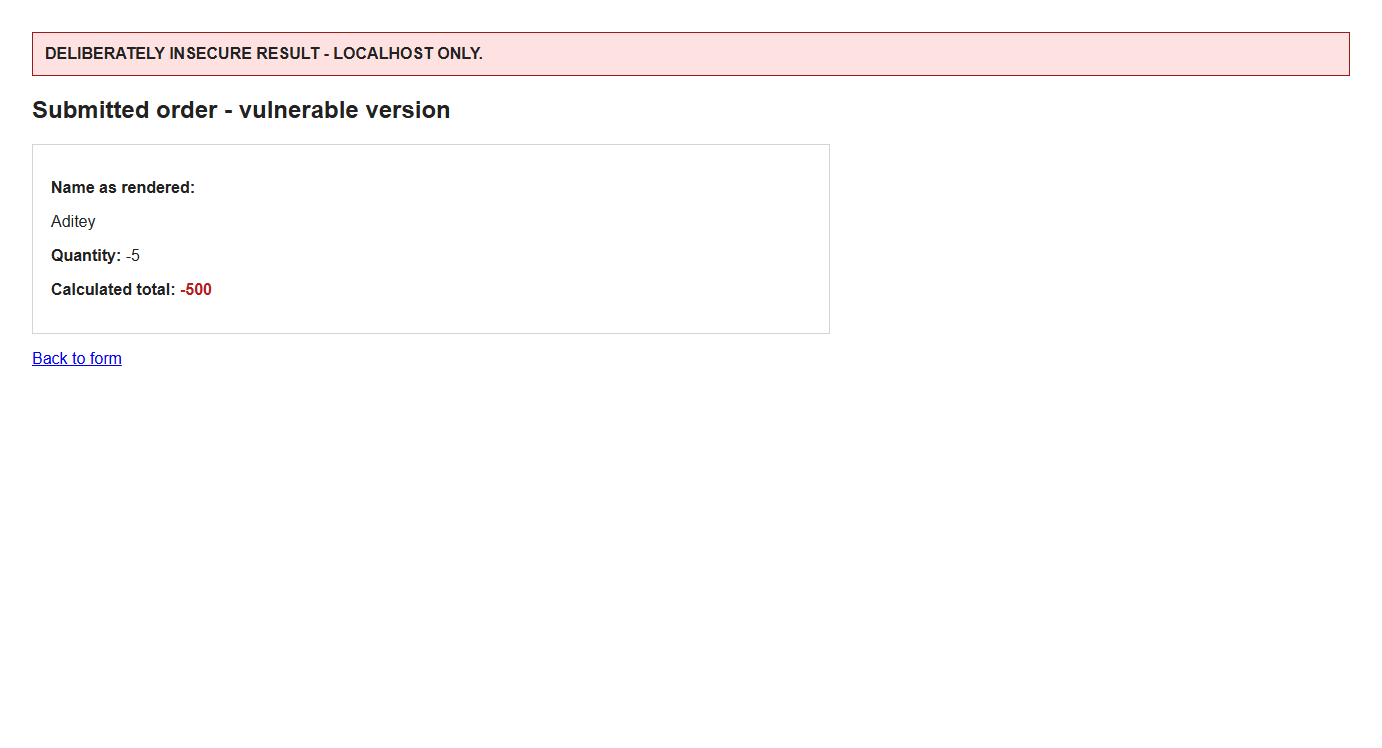 DELIBERATELY INSECURE RESULT - LOCALHOST ONLY.
Submitted order - vulnerable version
Name as rendered:
Aditey
Quantity: -5
Calculated total: -500
Back to form